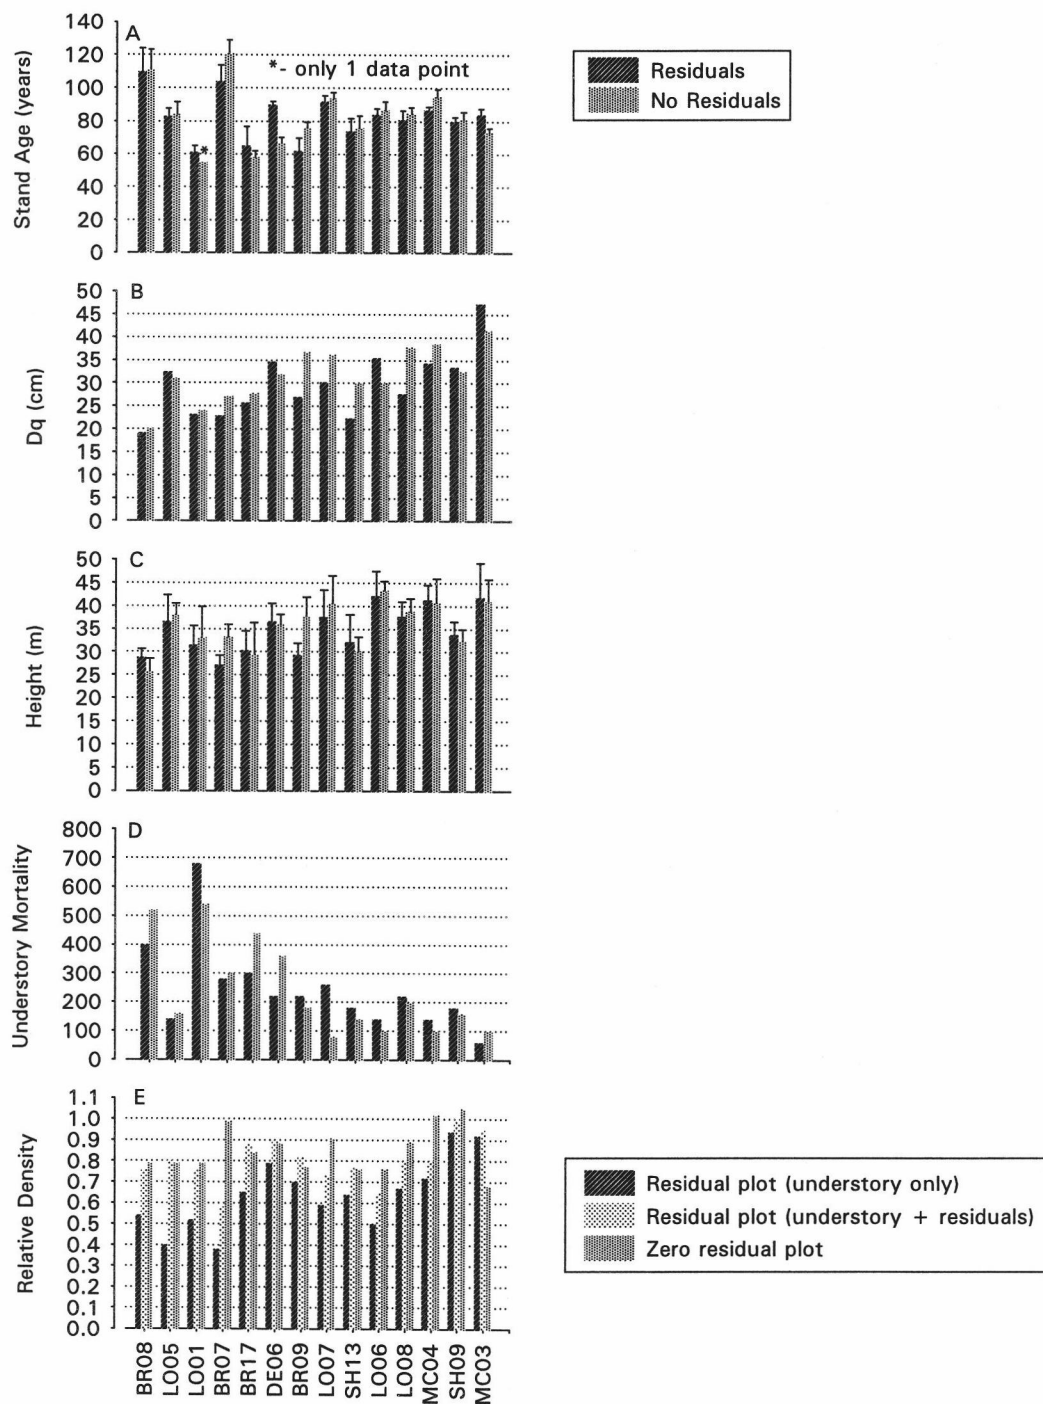 A
Stand Age (years)
140
120
100
80
60
40
20
0
*- only 1 data point
*
Residuals
No Residuals
B
Dq (cm)
50
45
40
35
30
25
20
15
10
5
0
C
Height (m)
50
45
40
35
30
25
20
15
10
5
0
D
Understory Mortality
800
700
600
500
400
300
200
100
0
E
Relative Density
1.1
1.0
0.9
0.8
0.7
0.6
0.5
0.4
0.3
0.2
0.1
0.0
Residual plot (understory only)
Residual plot (understory + residuals)
Zero residual plot
BR08
LO05
LO01
BR07
BR17
DE06
BR09
LO07
SH13
LO06
LO08
MC04
SH09
MC03